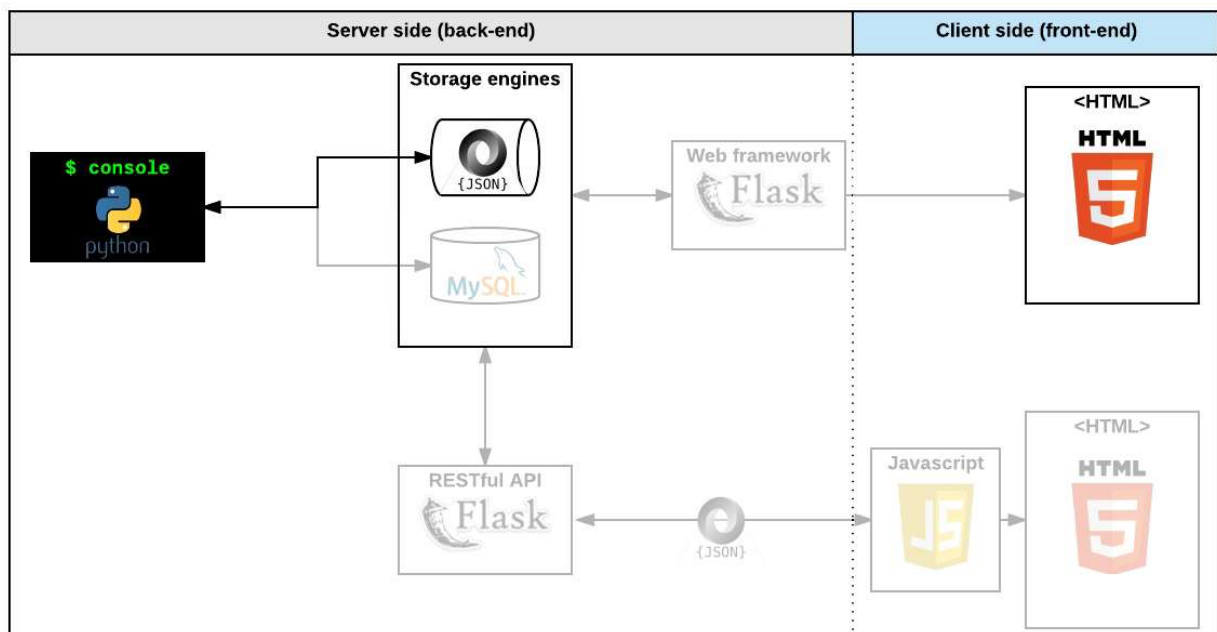 Server side (back-end)
Client side (front-end)
Storage engines
<HTML>
HTML
$ console
python
{JSON}
MySQL
Web framework
Flask
RESTful API
Flask
{JSON}
Javascript
JS
<HTML>
HTML